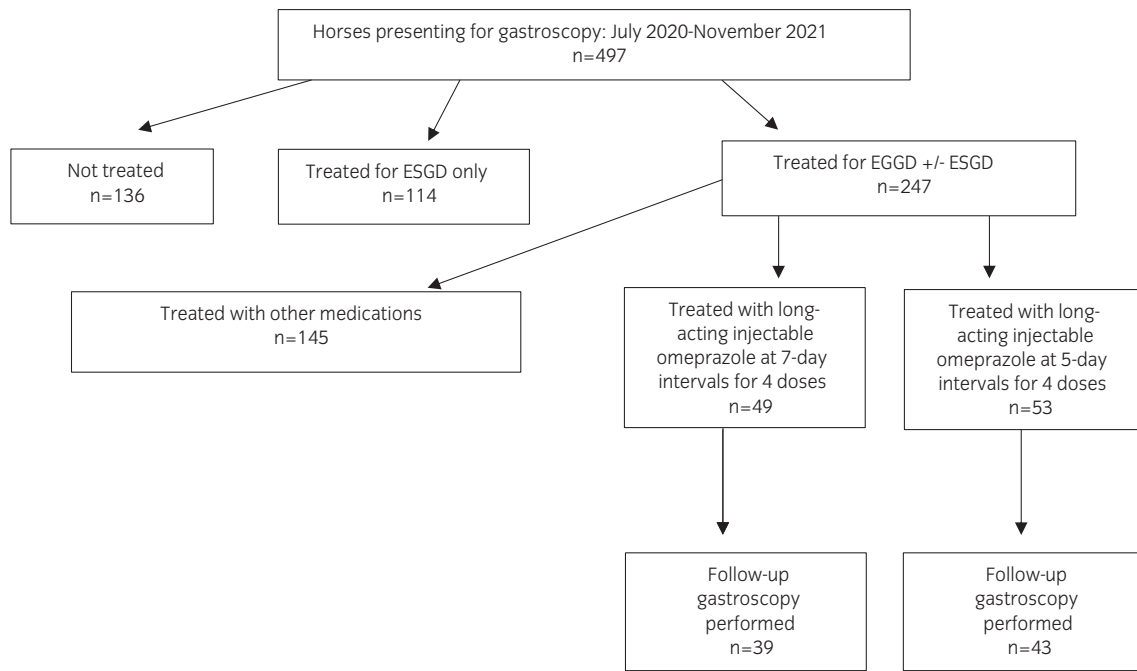 Horses presenting for gastroscopy: July 2020-November 2021
n=497
Not treated
n=136
Treated for ESGD only
n=114
Treated for EGGD +/- ESGD
n=247
Treated with other medications
n=145
Treated with long-
acting injectable
omeprazole at 7-day
intervals for 4 doses
n=49
Treated with long-
acting injectable
omeprazole at 5-day
intervals for 4 doses
n=53
Follow-up
gastroscopy
performed
n=39
Follow-up
gastroscopy
performed
n=43